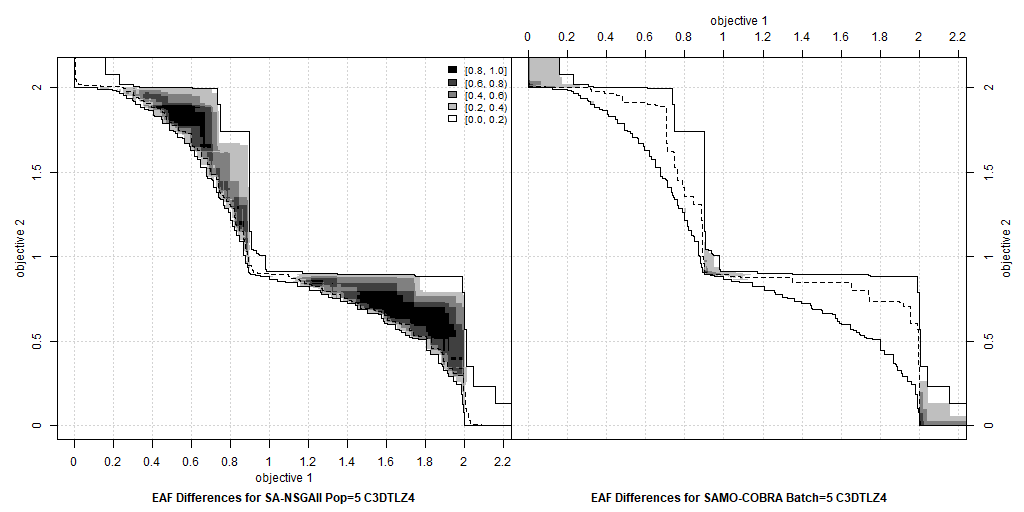 objective 1
0 0.2 0.4 0.6 0.8 1 1.2 1.4 1.6 1.8 2 2.2
[0.8, 1.0]
[0.6, 0.8)
[0.4, 0.6)
[0.2, 0.4)
[0.0, 0.2)
2
1.5
1
0.5
0
objective 2
2
1.5
1
0.5
0
objective 2
0 0.2 0.4 0.6 0.8 1 1.2 1.4 1.6 1.8 2 2.2
objective 1
EAF Differences for SA-NSGAII Pop=5 C3DTLZ4
EAF Differences for SAMO-COBRA Batch=5 C3DTLZ4